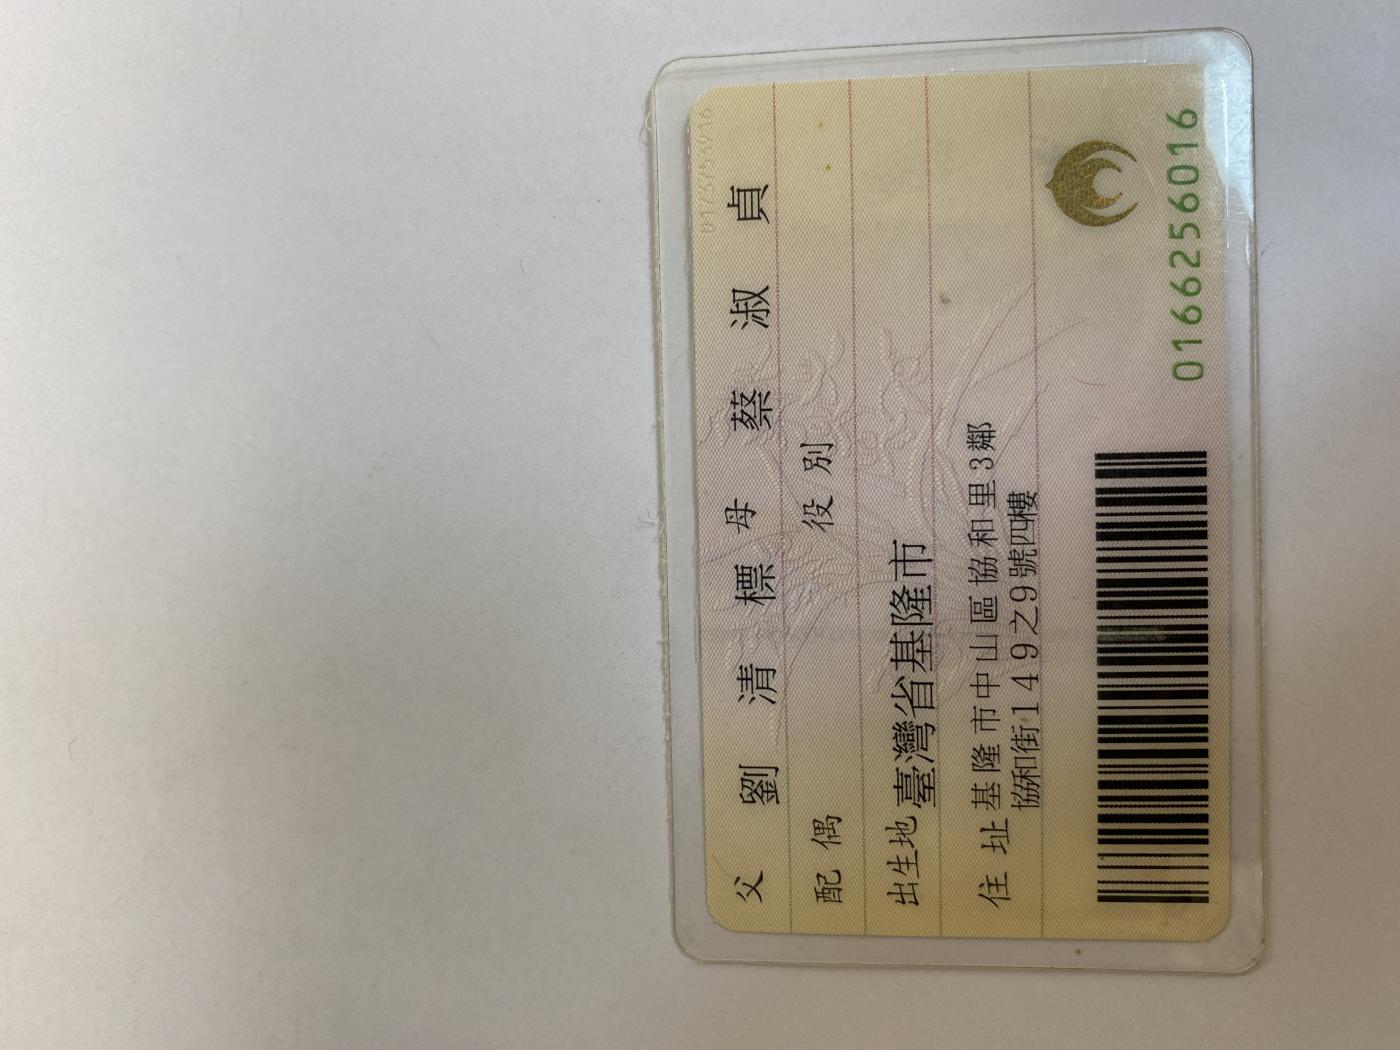 父 劉清標 母 蔡淑貞
配偶 役別
出生地 臺灣省基隆市
住址 基隆市中山區協和里3鄰
協和街149之9號四樓
0166256016